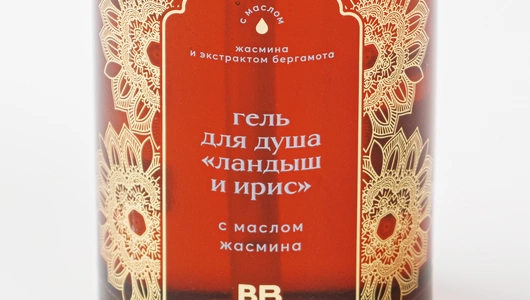 с маслом
жасмина
и экстрактом бергамота
гель
для душа
«ландыш
и ирис»
с маслом
жасмина
BB